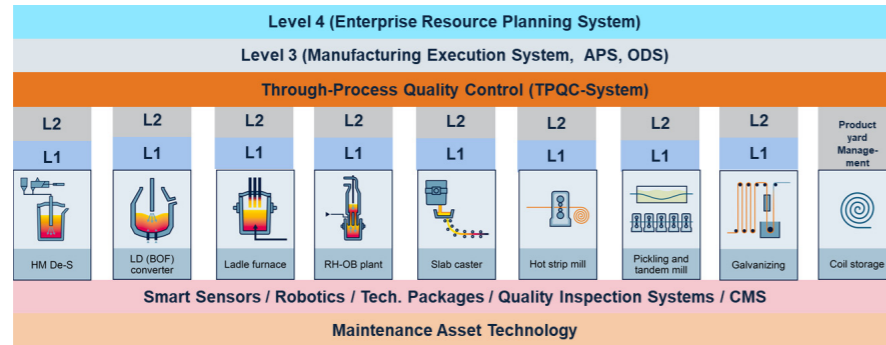 Level 4 (Enterprise Resource Planning System)
Level 3 (Manufacturing Execution System, APS, ODS)
Through-Process Quality Control (TPQC-System)
L2
L1
HM De-S
L2
L1
LD (BOF)
converter
L2
L1
Ladle furnace
L2
L1
RH-OB plant
L2
L1
Slab caster
L2
L1
Hot strip mill
L2
L1
Pickling and
tandem mill
L2
L1
Galvanizing
Product
yard
Manage-
ment
Coil storage
Smart Sensors / Robotics / Tech. Packages / Quality Inspection Systems / CMS
Maintenance Asset Technology